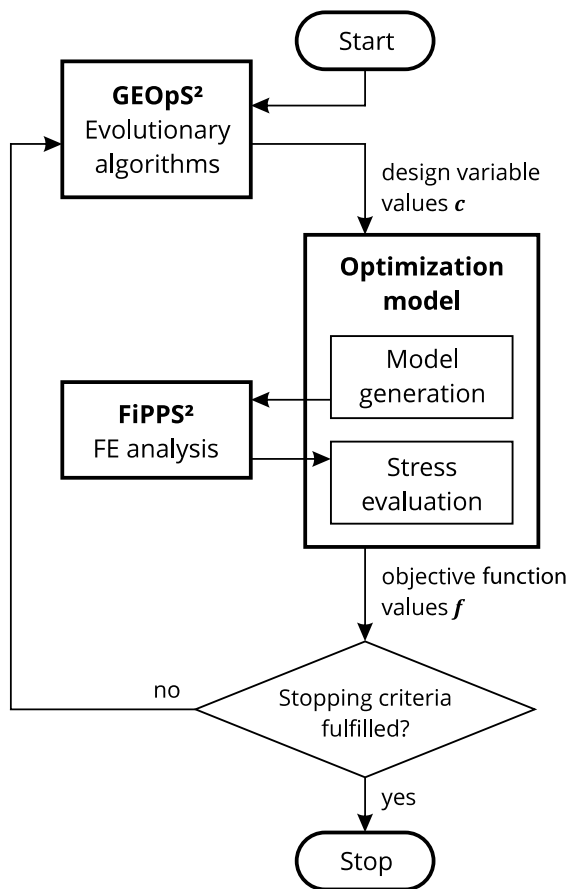 Start
GEOpS²
Evolutionary
algorithms
design variable
values c
Optimization
model
Model
generation
FiPPS²
FE analysis
Stress
evaluation
objective function
values f
no
Stopping criteria
fulfilled?
yes
Stop